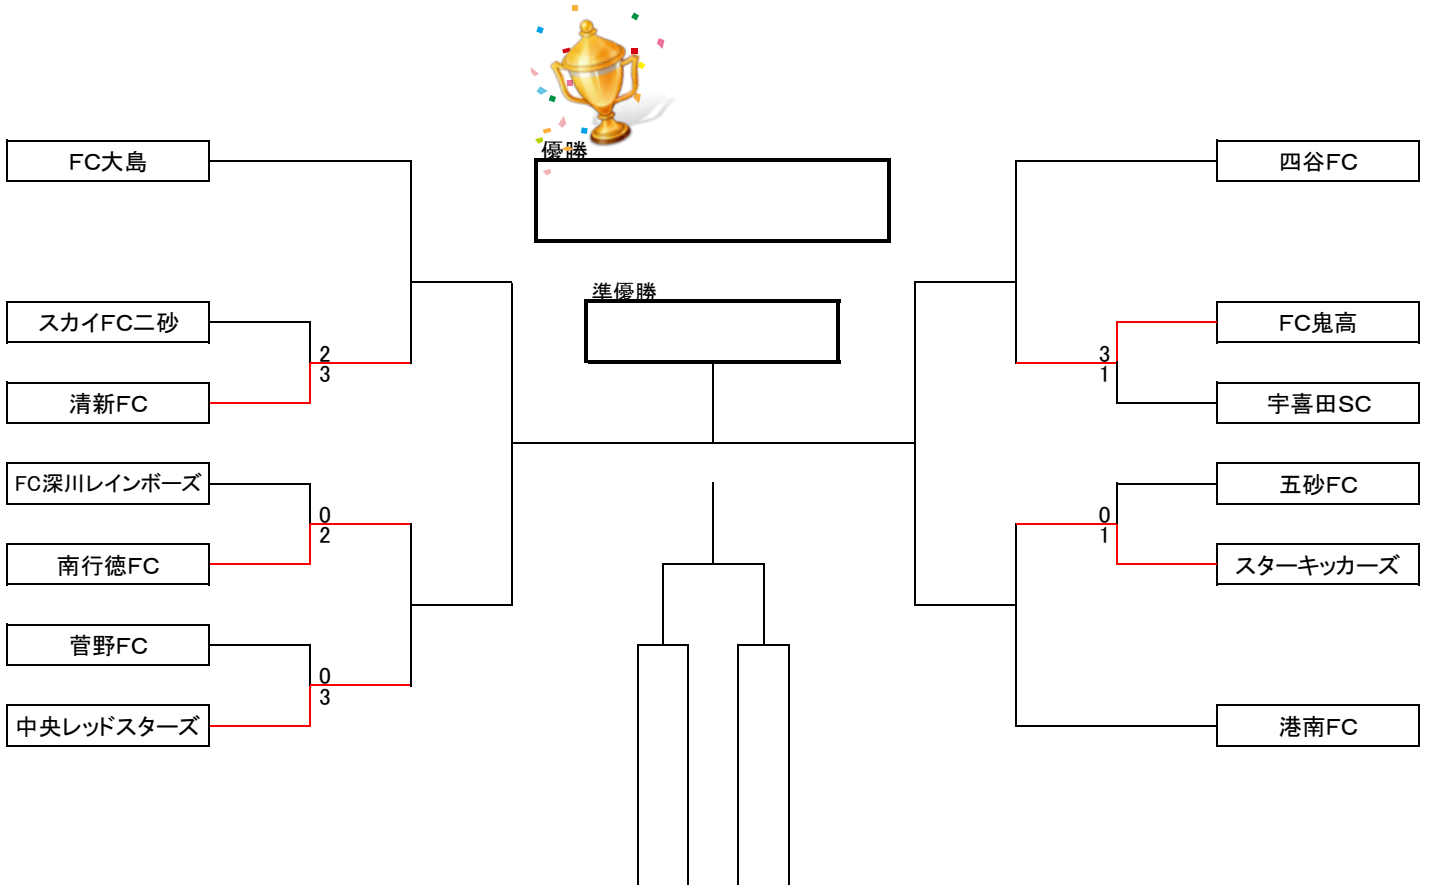 優勝
FC大島
四谷FC
準優勝
スカイFC二砂
FC鬼高
2
3
3
1
清新FC
宇喜田SC
FC深川レインボーズ
五砂FC
0
2
0
1
南行徳FC
スターキッカーズ
菅野FC
0
3
中央レッドスターズ
港南FC